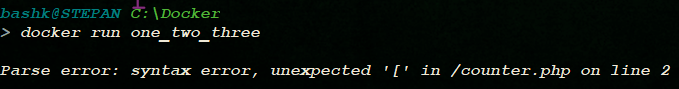 bashk@STEPAN C:\Docker
> docker run one_two_three
Parse error: syntax error, unexpected '[' in /counter.php on line 2